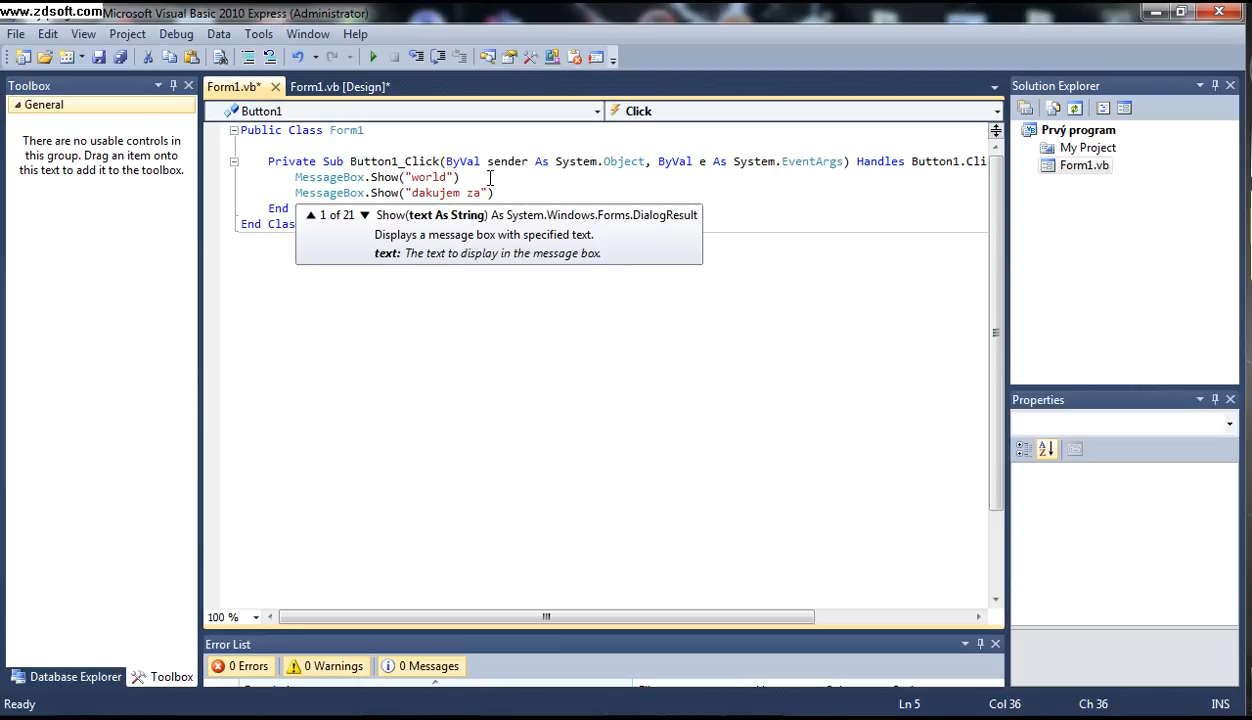 www.zdsoft.com Microsoft Visual Basic 2010 Express (Administrator)
File Edit View Project Debug Data Tools Window Help
Toolbox
General
There are no usable controls in
this group. Drag an item onto
this text to add it to the toolbox.
Database Explorer Toolbox
Form1.vb* Form1.vb [Design]*
Button1 Click
Public Class Form1
Private Sub Button1_Click(ByVal sender As System.Object, ByVal e As System.EventArgs) Handles Button1.Cli
MessageBox.Show("world")
MessageBox.Show("dakujem za")
End
End Clas
1 of 21 Show(text As String) As System.Windows.Forms.DialogResult
Displays a message box with specified text.
text: The text to display in the message box.
100 %
Error List
0 Errors 0 Warnings 0 Messages
Solution Explorer
Prvý program
My Project
Form1.vb
Properties
Ready Ln 5 Col 36 Ch 36 INS